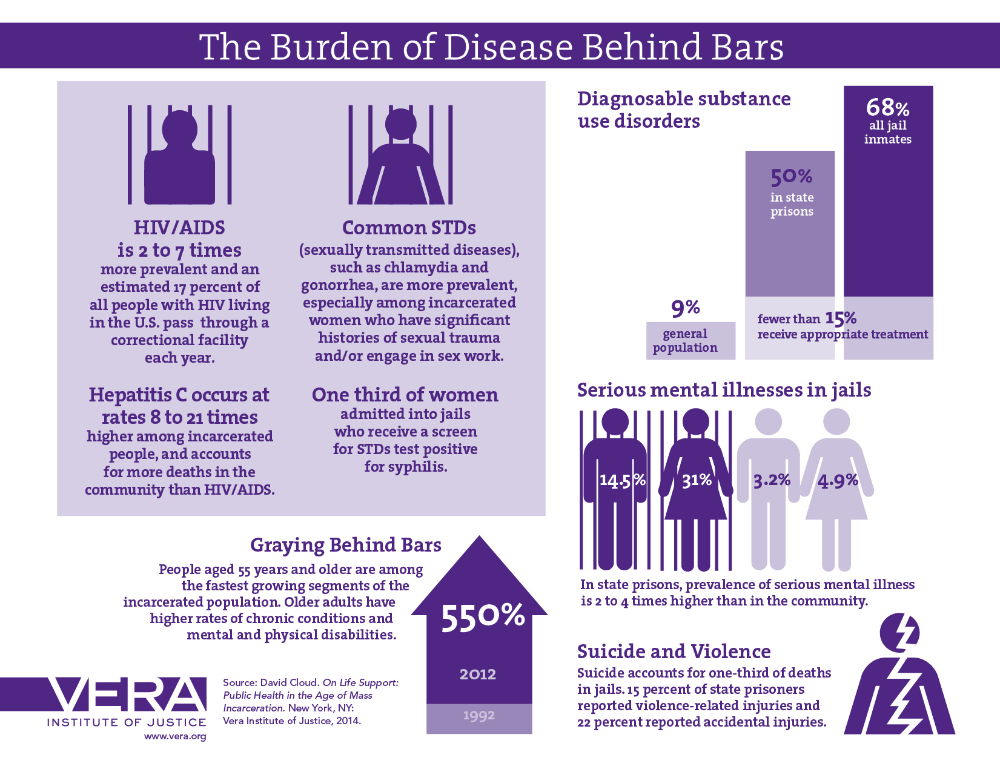 The Burden of Disease Behind Bars
HIV/AIDS
is 2 to 7 times
more prevalent and an
estimated 17 percent of
all people with HIV living
in the U.S. pass through a
correctional facility
each year.
Hepatitis C occurs at
rates 8 to 21 times
higher among incarcerated
people, and accounts
for more deaths in the
community than HIV/AIDS.
Common STDs
(sexually transmitted diseases),
such as chlamydia and
gonorrhea, are more prevalent,
especially among incarcerated
women who have significant
histories of sexual trauma
and/or engage in sex work.
One third of women
admitted into jails
who receive a screen
for STDs test positive
for syphilis.
Diagnosable substance
use disorders
9%
general
population
50%
in state
prisons
68%
all jail
inmates
fewer than 15%
receive appropriate treatment
Serious mental illnesses in jails
14.5%
31%
3.2%
4.9%
In state prisons, prevalence of serious mental illness
is 2 to 4 times higher than in the community.
Graying Behind Bars
People aged 55 years and older are among
the fastest growing segments of the
incarcerated population. Older adults have
higher rates of chronic conditions and
mental and physical disabilities.
550%
2012
1992
Suicide and Violence
Suicide accounts for one-third of deaths
in jails. 15 percent of state prisoners
reported violence-related injuries and
22 percent reported accidental injuries.
VERA
INSTITUTE OF JUSTICE
www.vera.org
Source: David Cloud. On Life Support:
Public Health in the Age of Mass
Incarceration. New York, NY:
Vera Institute of Justice, 2014.